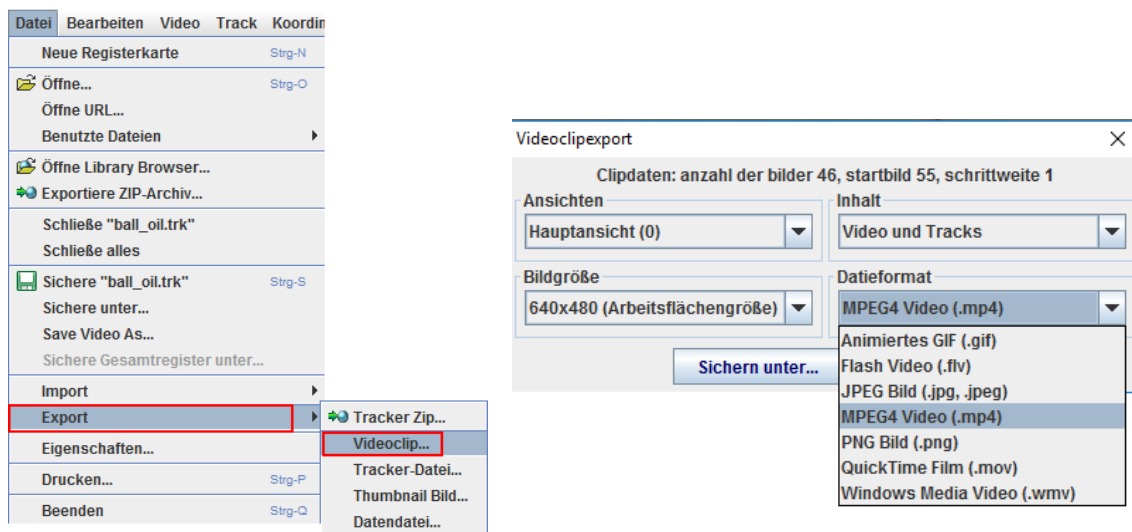 Datei Bearbeiten Video Track Koordin
Neue Registerkarte Strg-N
Öffne... Strg-O
Öffne URL...
Benutzte Dateien
Öffne Library Browser...
Exportiere ZIP-Archiv...
Schließe "ball_oil.trk"
Schließe alles
Sichere "ball_oil.trk" Strg-S
Sichere unter...
Save Video As...
Sichere Gesamtregister unter...
Import
Export
Eigenschaften...
Drucken... Strg-P
Beenden Strg-Q
Tracker Zip...
Videoclip...
Tracker-Datei...
Thumbnail Bild...
Datendatei...
Videoclipexport
Clipdaten: anzahl der bilder 46, startbild 55, schrittweite 1
Ansichten
Hauptansicht (0)
Inhalt
Video und Tracks
Bildgröße
640x480 (Arbeitsflächengröße)
Datieformat
MPEG4 Video (.mp4)
Animiertes GIF (.gif)
Flash Video (.flv)
JPEG Bild (.jpg, .jpeg)
MPEG4 Video (.mp4)
PNG Bild (.png)
QuickTime Film (.mov)
Windows Media Video (.wmv)
Sichern unter...